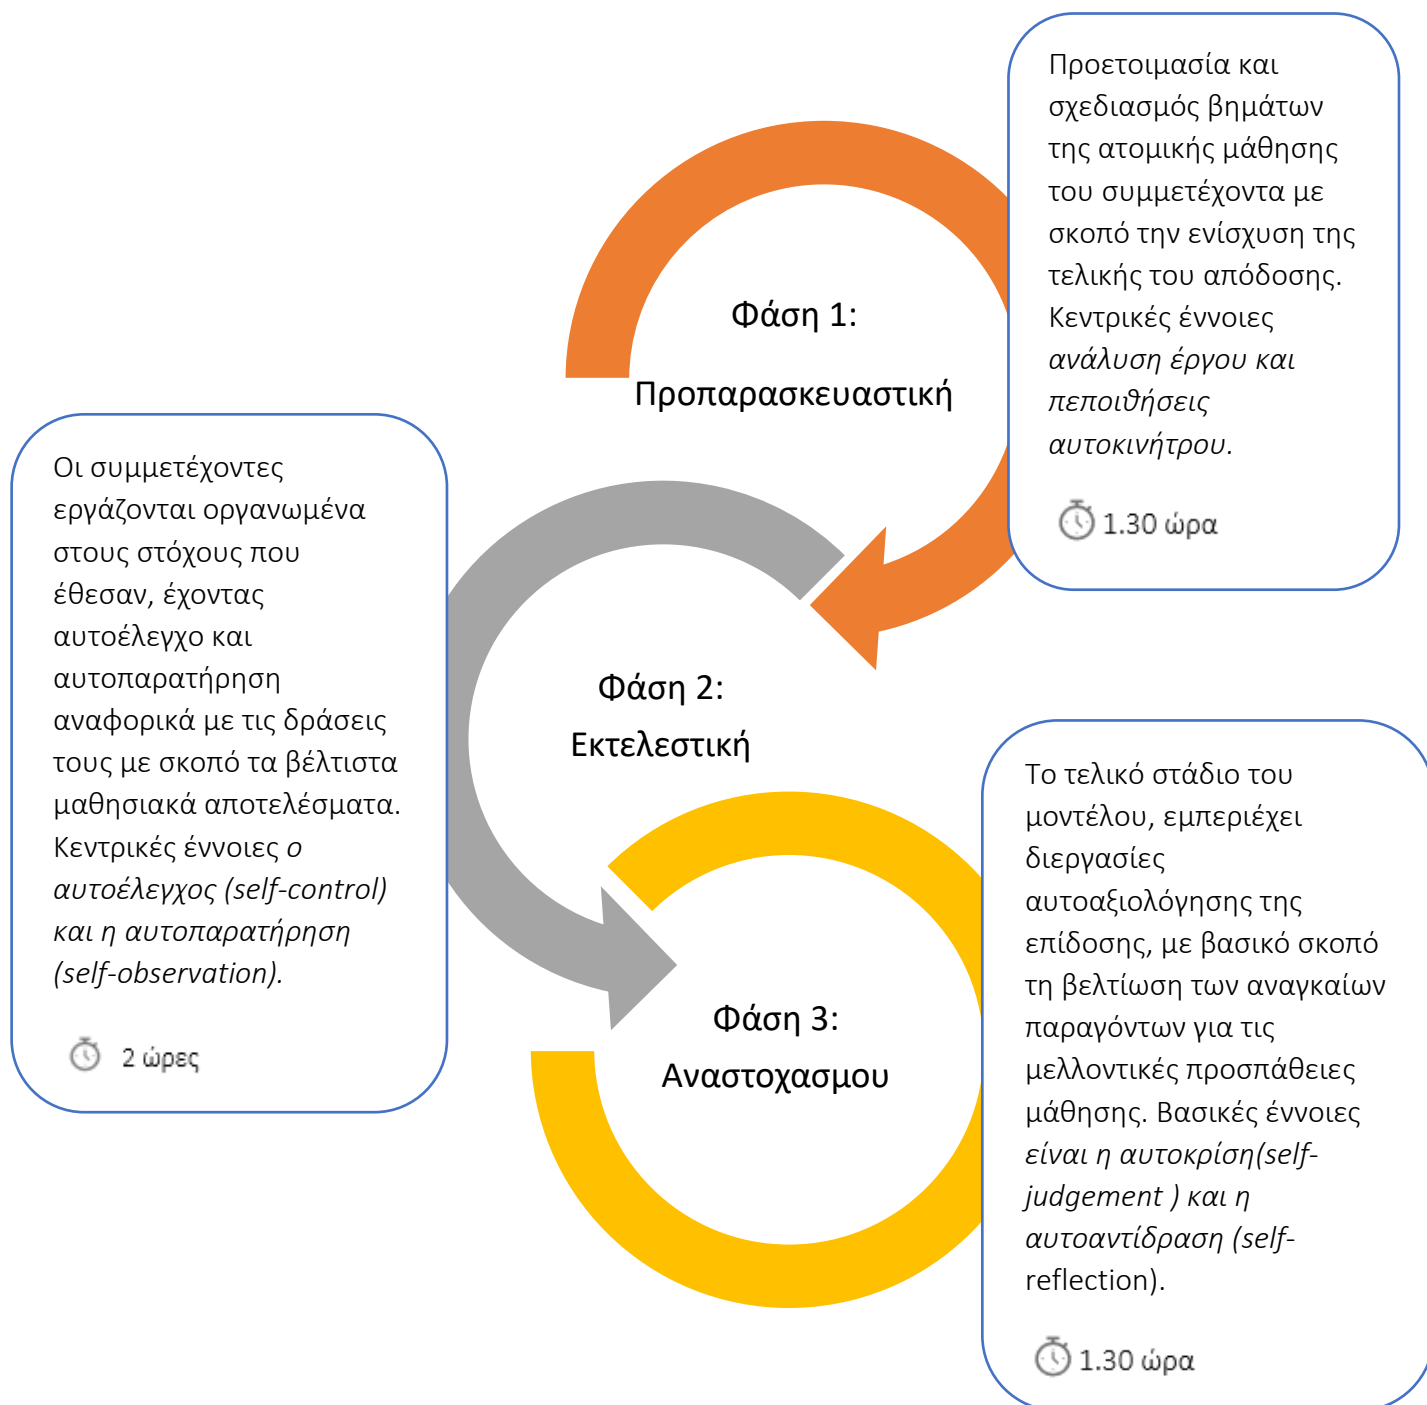 Προετοιμασία και
σχεδιασμός βημάτων
της ατομικής μάθησης
του συμμετέχοντα με
σκοπό την ενίσχυση της
τελικής του απόδοσης.
Κεντρικές έννοιες
ανάλυση έργου και
πεποιθήσεις
αυτοκινήτρου.
1.30 ώρα
Φάση 1:
Προπαρασκευαστική
Οι συμμετέχοντες
εργάζονται οργανωμένα
στους στόχους που
έθεσαν, έχοντας
αυτοέλεγχο και
αυτοπαρατήρηση
αναφορικά με τις δράσεις
τους με σκοπό τα βέλτιστα
μαθησιακά αποτελέσματα.
Κεντρικές έννοιες ο
αυτοέλεγχος (self-control)
και η αυτοπαρατήρηση
(self-observation).
2 ώρες
Φάση 2:
Εκτελεστική
Το τελικό στάδιο του
μοντέλου, εμπεριέχει
διεργασίες
αυτοαξιολόγησης της
επίδοσης, με βασικό σκοπό
τη βελτίωση των αναγκαίων
παραγόντων για τις
μελλοντικές προσπάθειες
μάθησης. Βασικές έννοιες
είναι η αυτοκρίση(self-
judgement ) και η
αυτοαντίδραση (self-
reflection).
1.30 ώρα
Φάση 3:
Αναστοχασμου